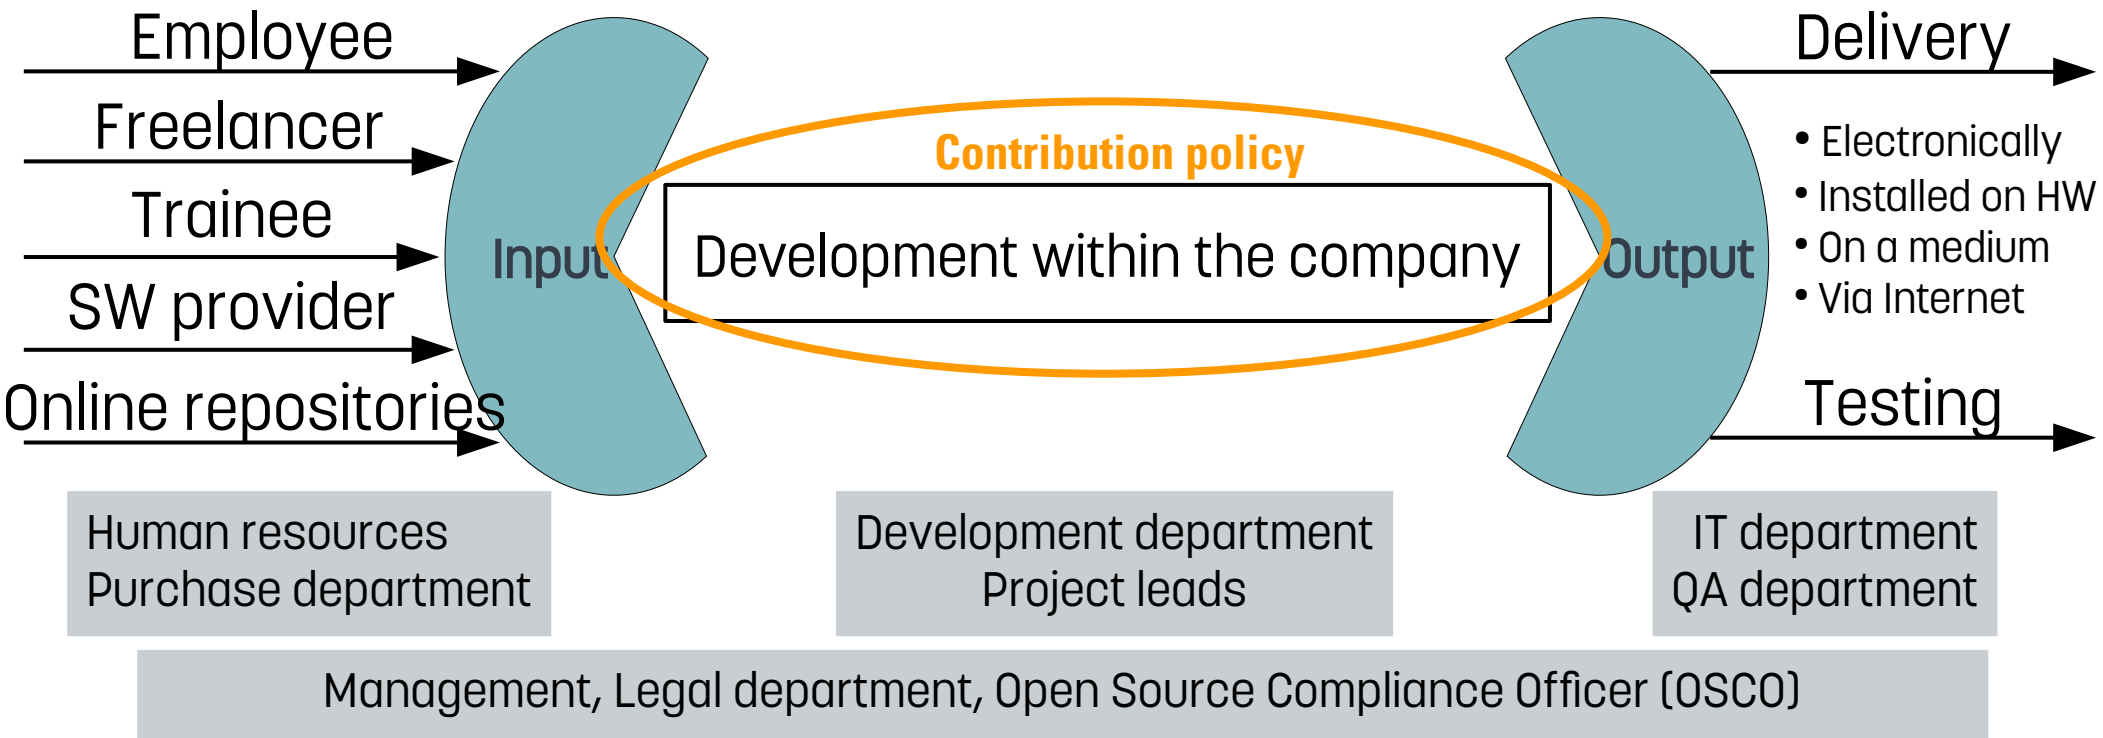 Employee
Freelancer
Trainee
SW provider
Online repositories
Input
Contribution policy
Development within the company
Output
Delivery
• Electronically
• Installed on HW
• On a medium
• Via Internet
Testing
Human resources
Purchase department
Development department
Project leads
IT department
QA department
Management, Legal department, Open Source Compliance Officer (OSCO)